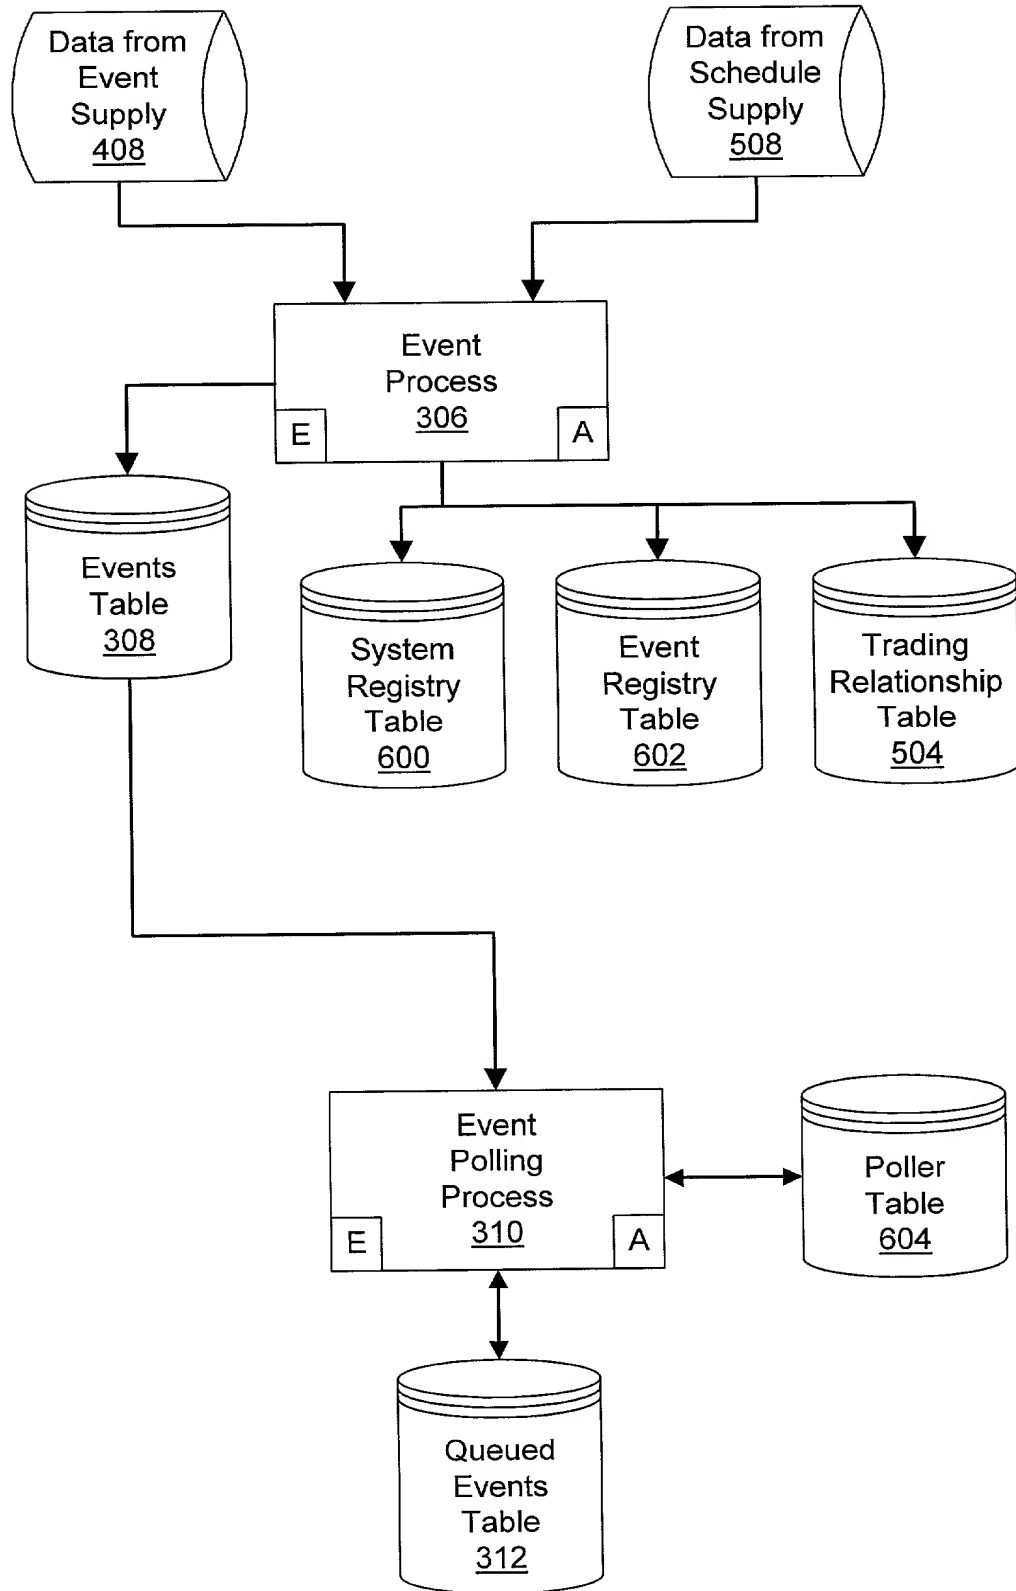 Data from
Event
Supply
408
Data from
Schedule
Supply
508
Event
Process
306
E
A
Events
Table
308
System
Registry
Table
600
Event
Registry
Table
602
Trading
Relationship
Table
504
Event
Polling
Process
310
E
A
Poller
Table
604
Queued
Events
Table
312